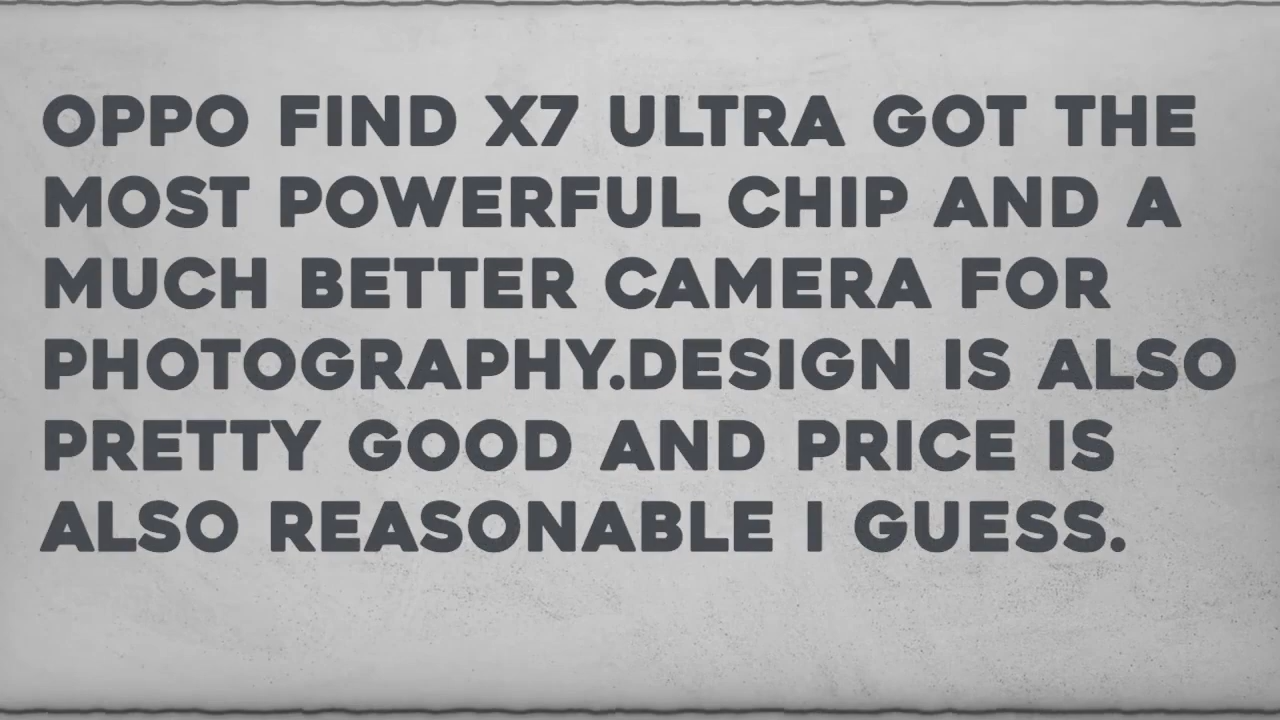 OPPO FIND X7 ULTRA GOT THE
MOST POWERFUL CHIP AND A
MUCH BETTER CAMERA FOR
PHOTOGRAPHY.DESIGN IS ALSO
PRETTY GOOD AND PRICE IS
ALSO REASONABLE I GUESS.